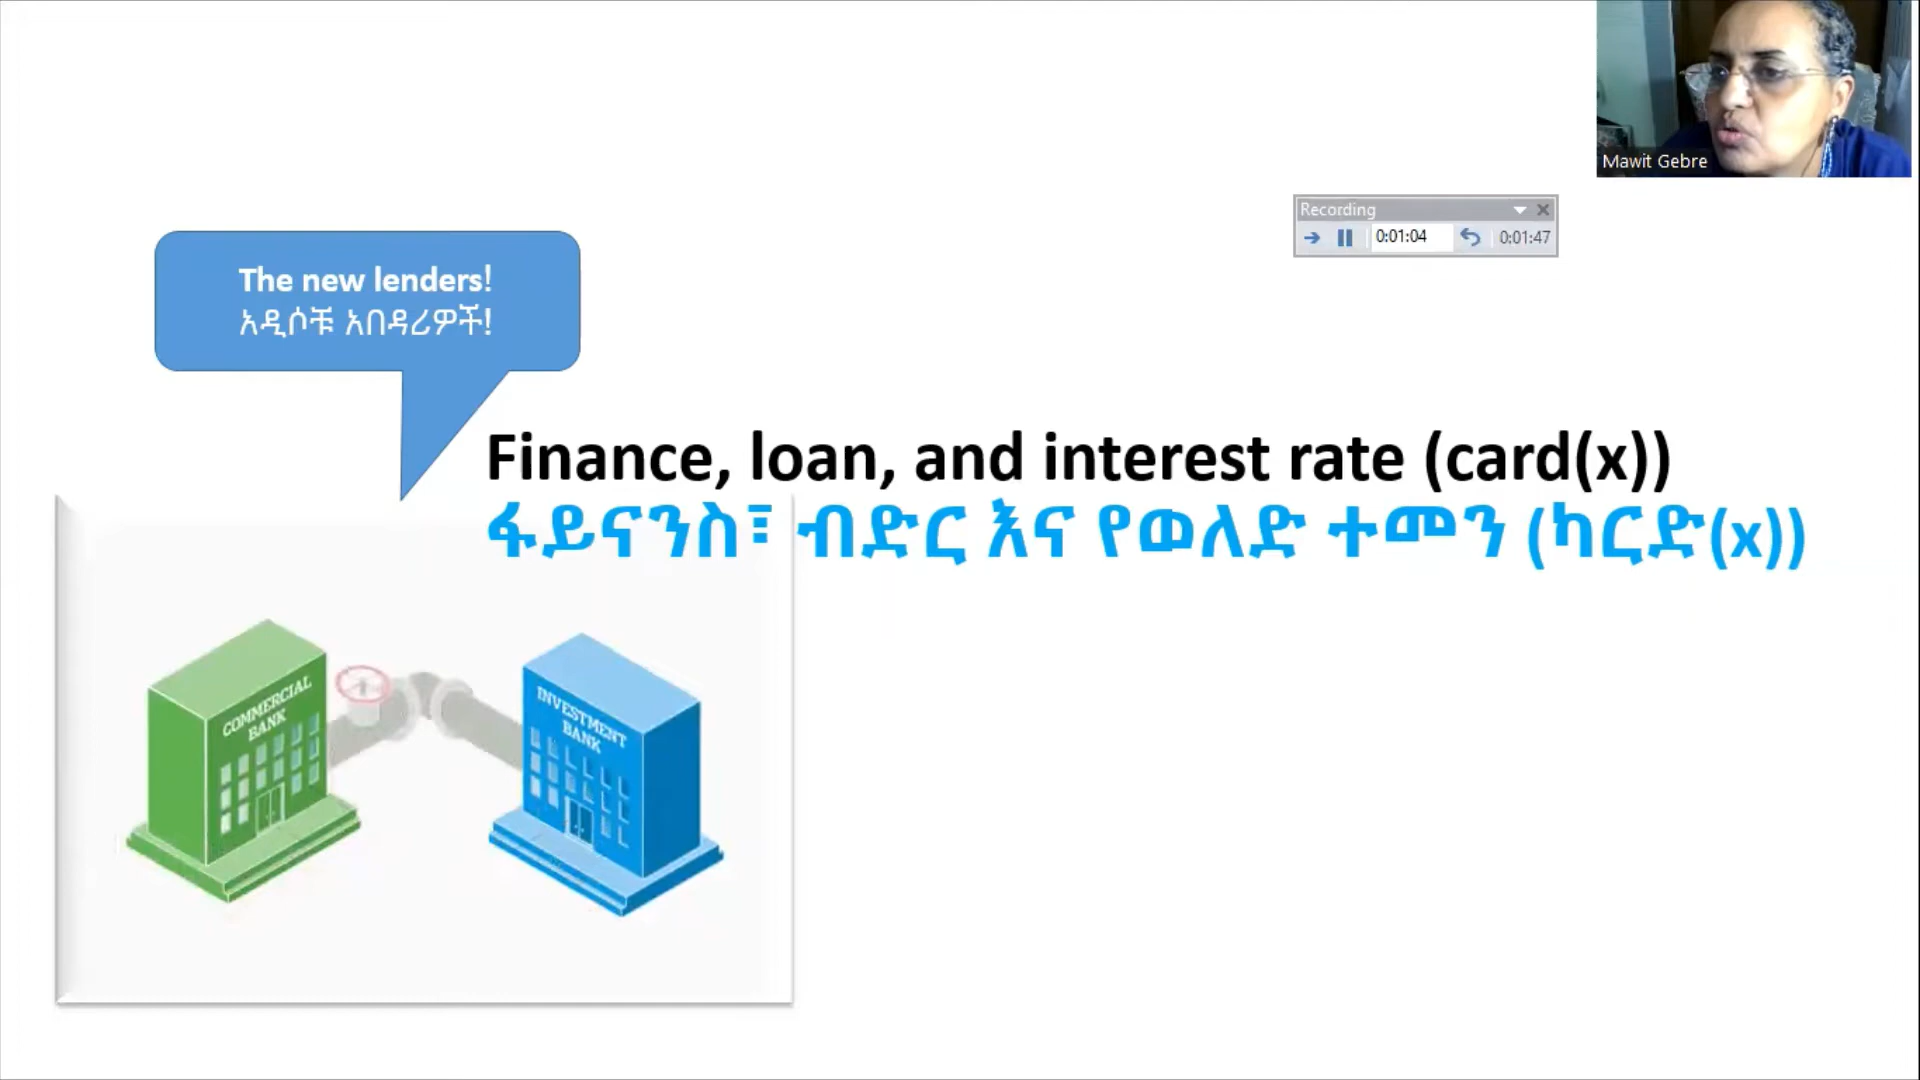 Mawit Gebre
Recording
0:01:04
0:01:47
The new lenders!
አዲሶቹ አበዳሪዎች!
Finance, loan, and interest rate (card(x))
ፋይናንስ፣ ብድር እና የወለድ ተመን (ካርድ(x))
COMMERCIAL
BANK
INVESTMENT
BANK